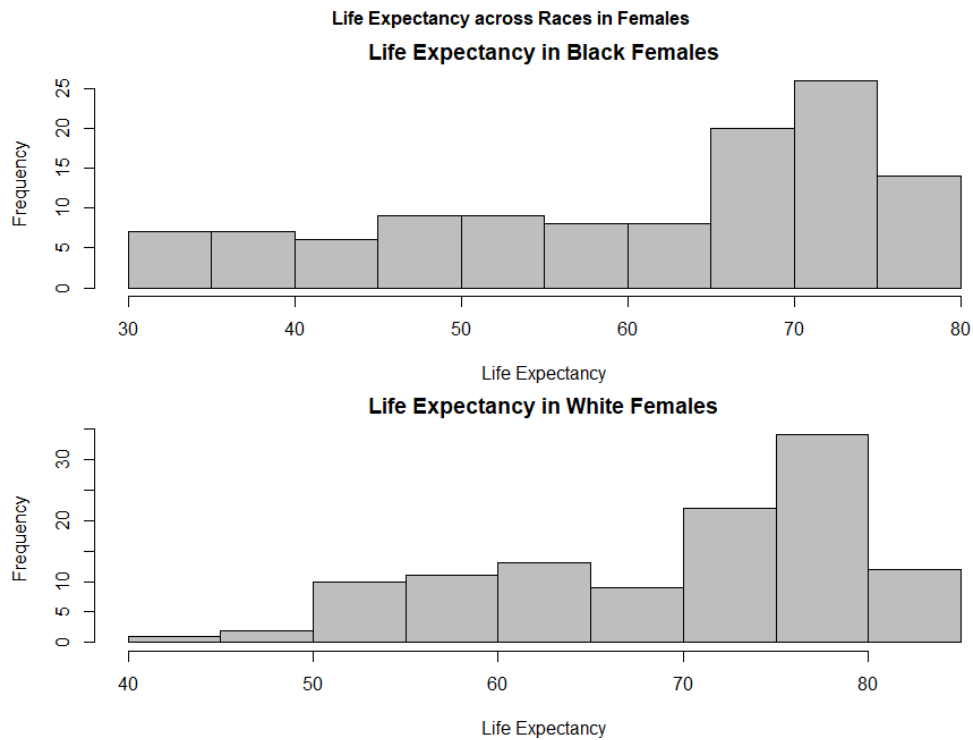 Life Expectancy across Races in Females
Life Expectancy in Black Females
Frequency
25
20
15
10
5
0
30 40 50 60 70 80
Life Expectancy
Life Expectancy in White Females
Frequency
30
20
10
5
0
40 50 60 70 80
Life Expectancy